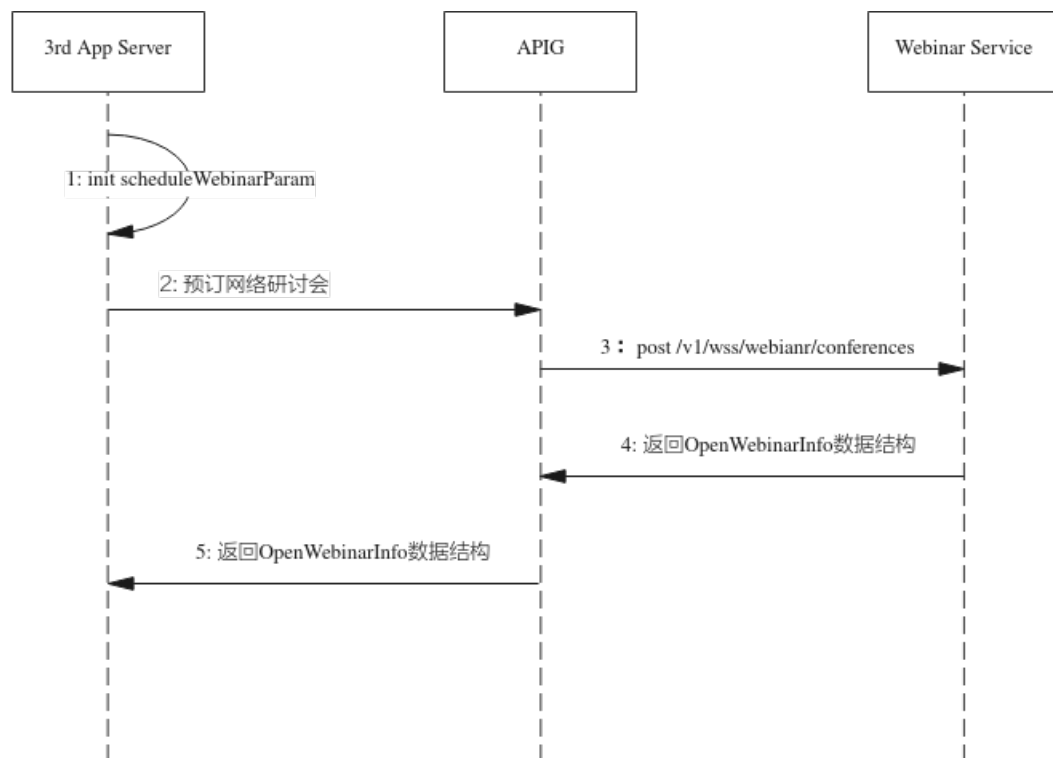 3rd App Server
APIG
Webinar Service
1: init scheduleWebinarParam
2: 预订网络研讨会
3： post /v1/wss/webianr/conferences
4: 返回OpenWebinarInfo数据结构
5: 返回OpenWebinarInfo数据结构